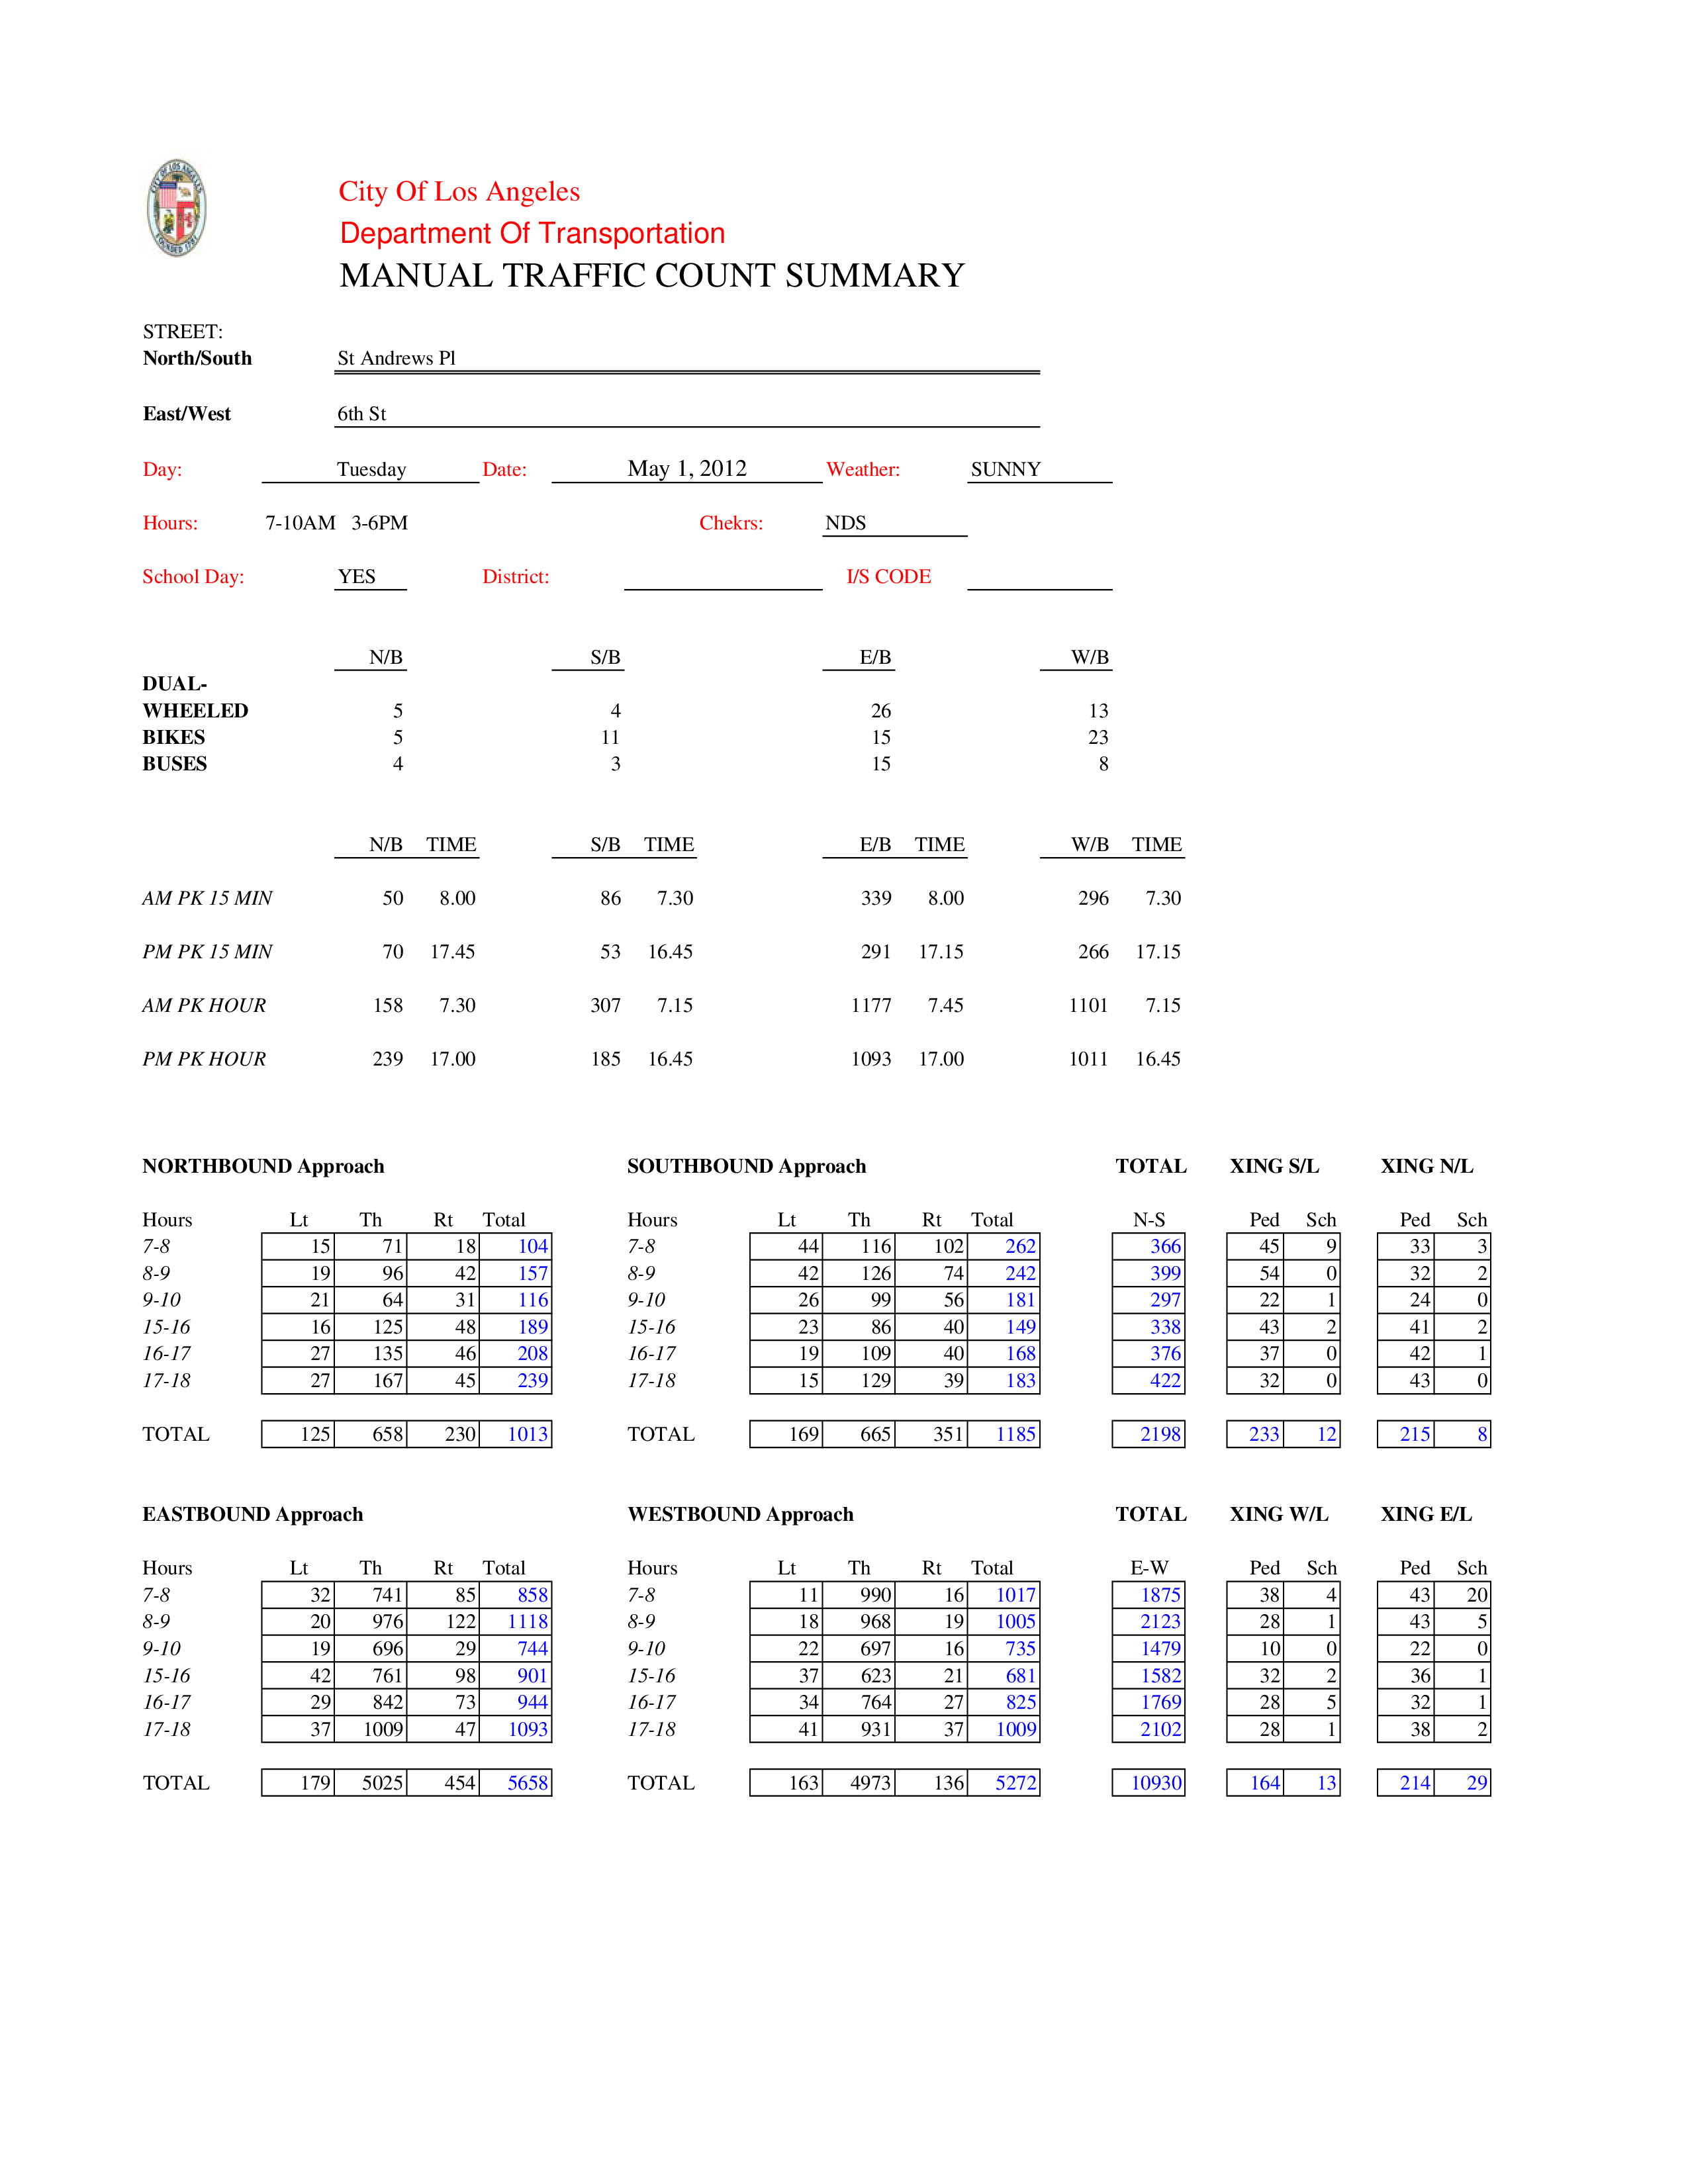 City Of Los Angeles
Department Of Transportation
MANUAL TRAFFIC COUNT SUMMARY
STREET:
North/South St Andrews Pl
East/West 6th St
Day: Tuesday Date: May 1, 2012 Weather: SUNNY
Hours: 7-10AM 3-6PM Chekrs: NDS
School Day: YES District: I/S CODE
N/B S/B E/B W/B
DUAL-
WHEELED 5 4 26 13
BIKES 5 11 15 23
BUSES 4 3 15 8
N/B TIME S/B TIME E/B TIME W/B TIME
AM PK 15 MIN 50 8.00 86 7.30 339 8.00 296 7.30
PM PK 15 MIN 70 17.45 53 16.45 291 17.15 266 17.15
AM PK HOUR 158 7.30 307 7.15 1177 7.45 1101 7.15
PM PK HOUR 239 17.00 185 16.45 1093 17.00 1011 16.45
NORTHBOUND Approach SOUTHBOUND Approach TOTAL XING S/L XING N/L
Hours Lt Th Rt Total Hours Lt Th Rt Total N-S Ped Sch Ped Sch
7-8 15 71 18 104 7-8 44 116 102 262 366 45 9 33 3
8-9 19 96 42 157 8-9 42 126 74 242 399 54 0 32 2
9-10 21 64 31 116 9-10 26 99 56 181 297 22 1 24 0
15-16 16 125 48 189 15-16 23 86 40 149 338 43 2 41 2
16-17 27 135 46 208 16-17 19 109 40 168 376 37 0 42 1
17-18 27 167 45 239 17-18 15 129 39 183 422 32 0 43 0
TOTAL 125 658 230 1013 TOTAL 169 665 351 1185 2198 233 12 215 8
EASTBOUND Approach WESTBOUND Approach TOTAL XING W/L XING E/L
Hours Lt Th Rt Total Hours Lt Th Rt Total E-W Ped Sch Ped Sch
7-8 32 741 85 858 7-8 11 990 16 1017 1875 38 4 43 20
8-9 20 976 122 1118 8-9 18 968 19 1005 2123 28 1 43 5
9-10 19 696 29 744 9-10 22 697 16 735 1479 10 0 22 0
15-16 42 761 98 901 15-16 37 623 21 681 1582 32 2 36 1
16-17 29 842 73 944 16-17 34 764 27 825 1769 28 5 32 1
17-18 37 1009 47 1093 17-18 41 931 37 1009 2102 28 1 38 2
TOTAL 179 5025 454 5658 TOTAL 163 4973 136 5272 10930 164 13 214 29